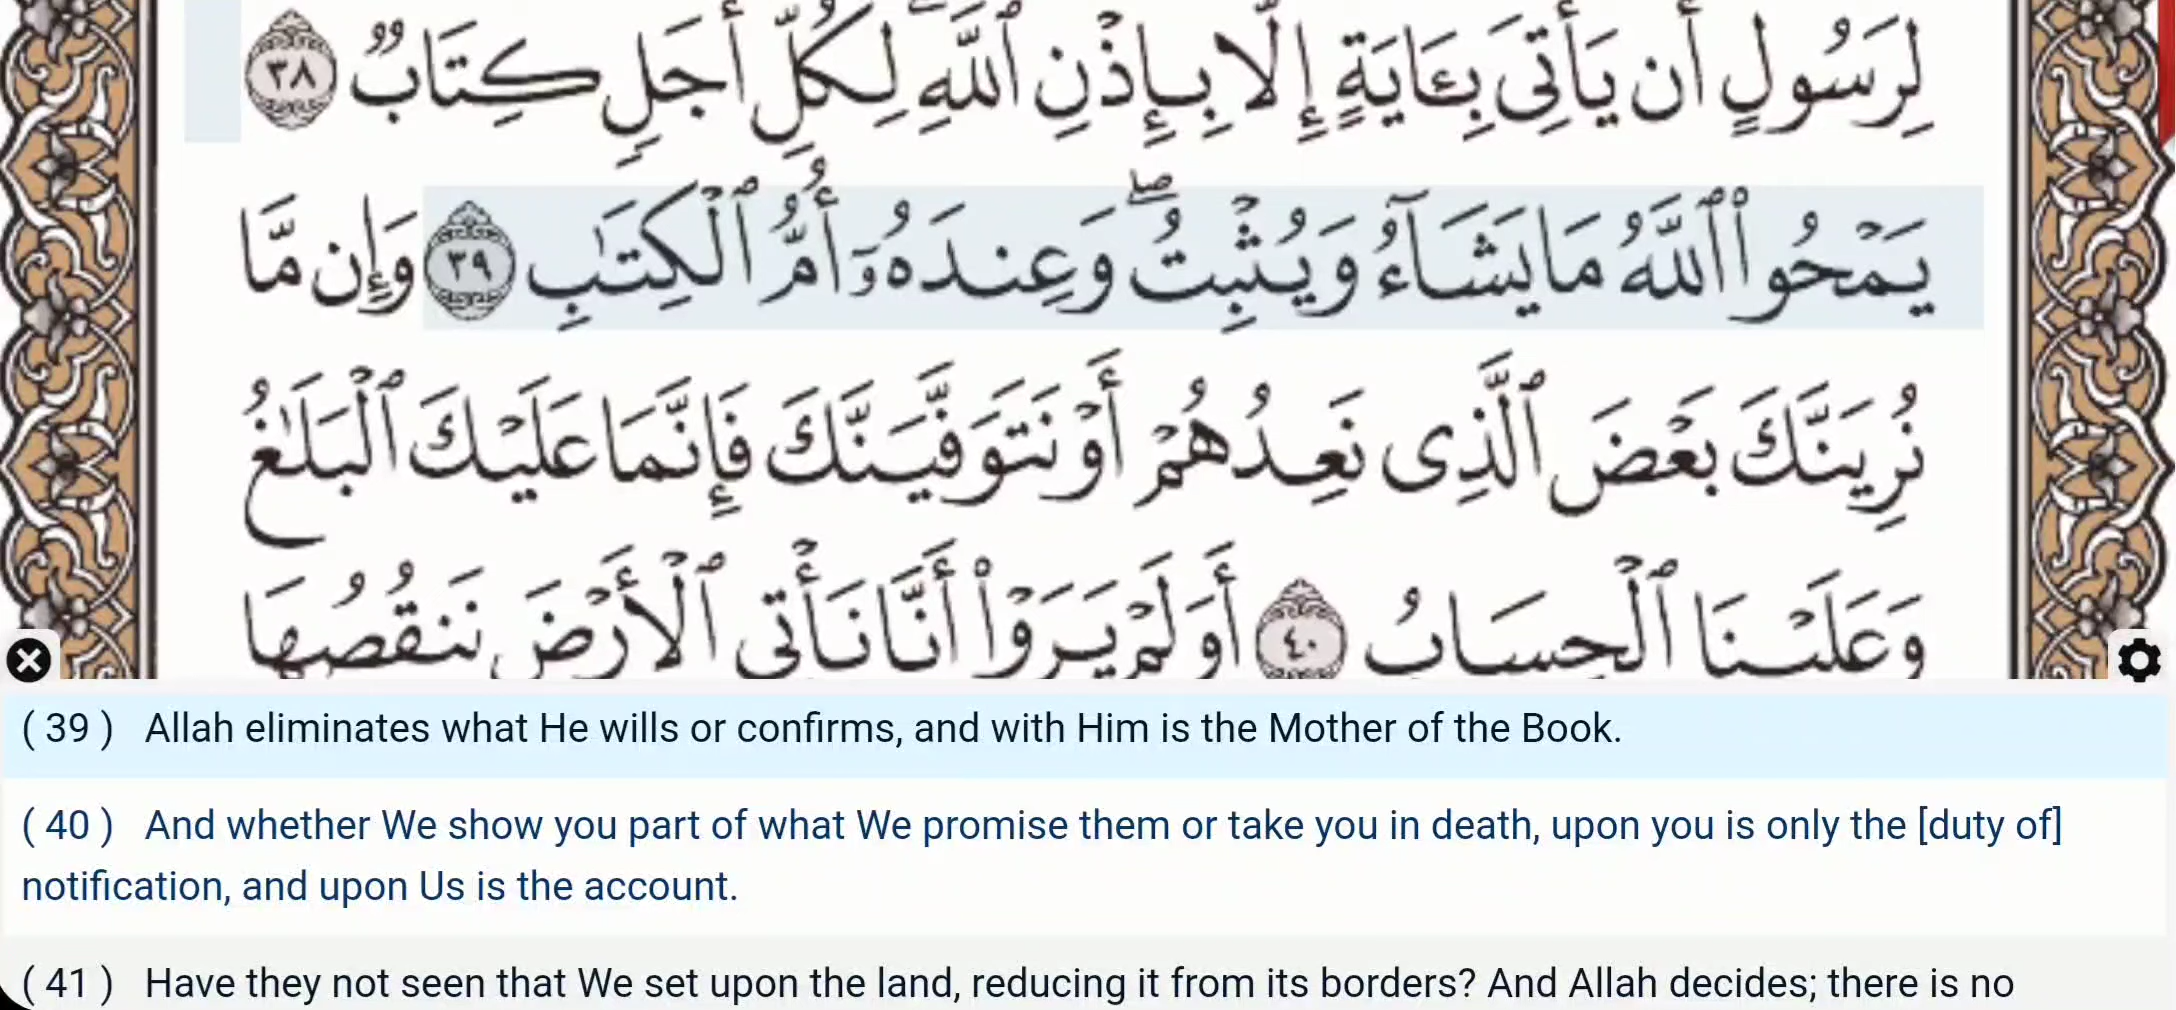 لِرَسُولٍ أَن يَأْتِىَ بِـَٔايَةٍ إِلَّا بِإِذْنِ ٱللَّهِ ۗ لِكُلِّ أَجَلٍ كِتَابٌ ٣٨
يَمْحُوا۟ ٱللَّهُ مَا يَشَآءُ وَيُثْبِتُ ۖ وَعِندَهُۥٓ أُمُّ ٱلْكِتَٰبِ ٣٩ وَإِن مَّا
نُرِيَنَّكَ بَعْضَ ٱلَّذِى نَعِدُهُمْ أَوْ نَتَوَفَّيَنَّكَ فَإِنَّمَا عَلَيْكَ ٱلْبَلَٰغُ
وَعَلَيْنَا ٱلْحِسَابُ ٤٠ أَوَلَمْ يَرَوْا۟ أَنَّا نَأْتِى ٱلْأَرْضَ نَنقُصُهَا
( 39 ) Allah eliminates what He wills or confirms, and with Him is the Mother of the Book.
( 40 ) And whether We show you part of what We promise them or take you in death, upon you is only the [duty of]
notification, and upon Us is the account.
( 41 ) Have they not seen that We set upon the land, reducing it from its borders? And Allah decides; there is no